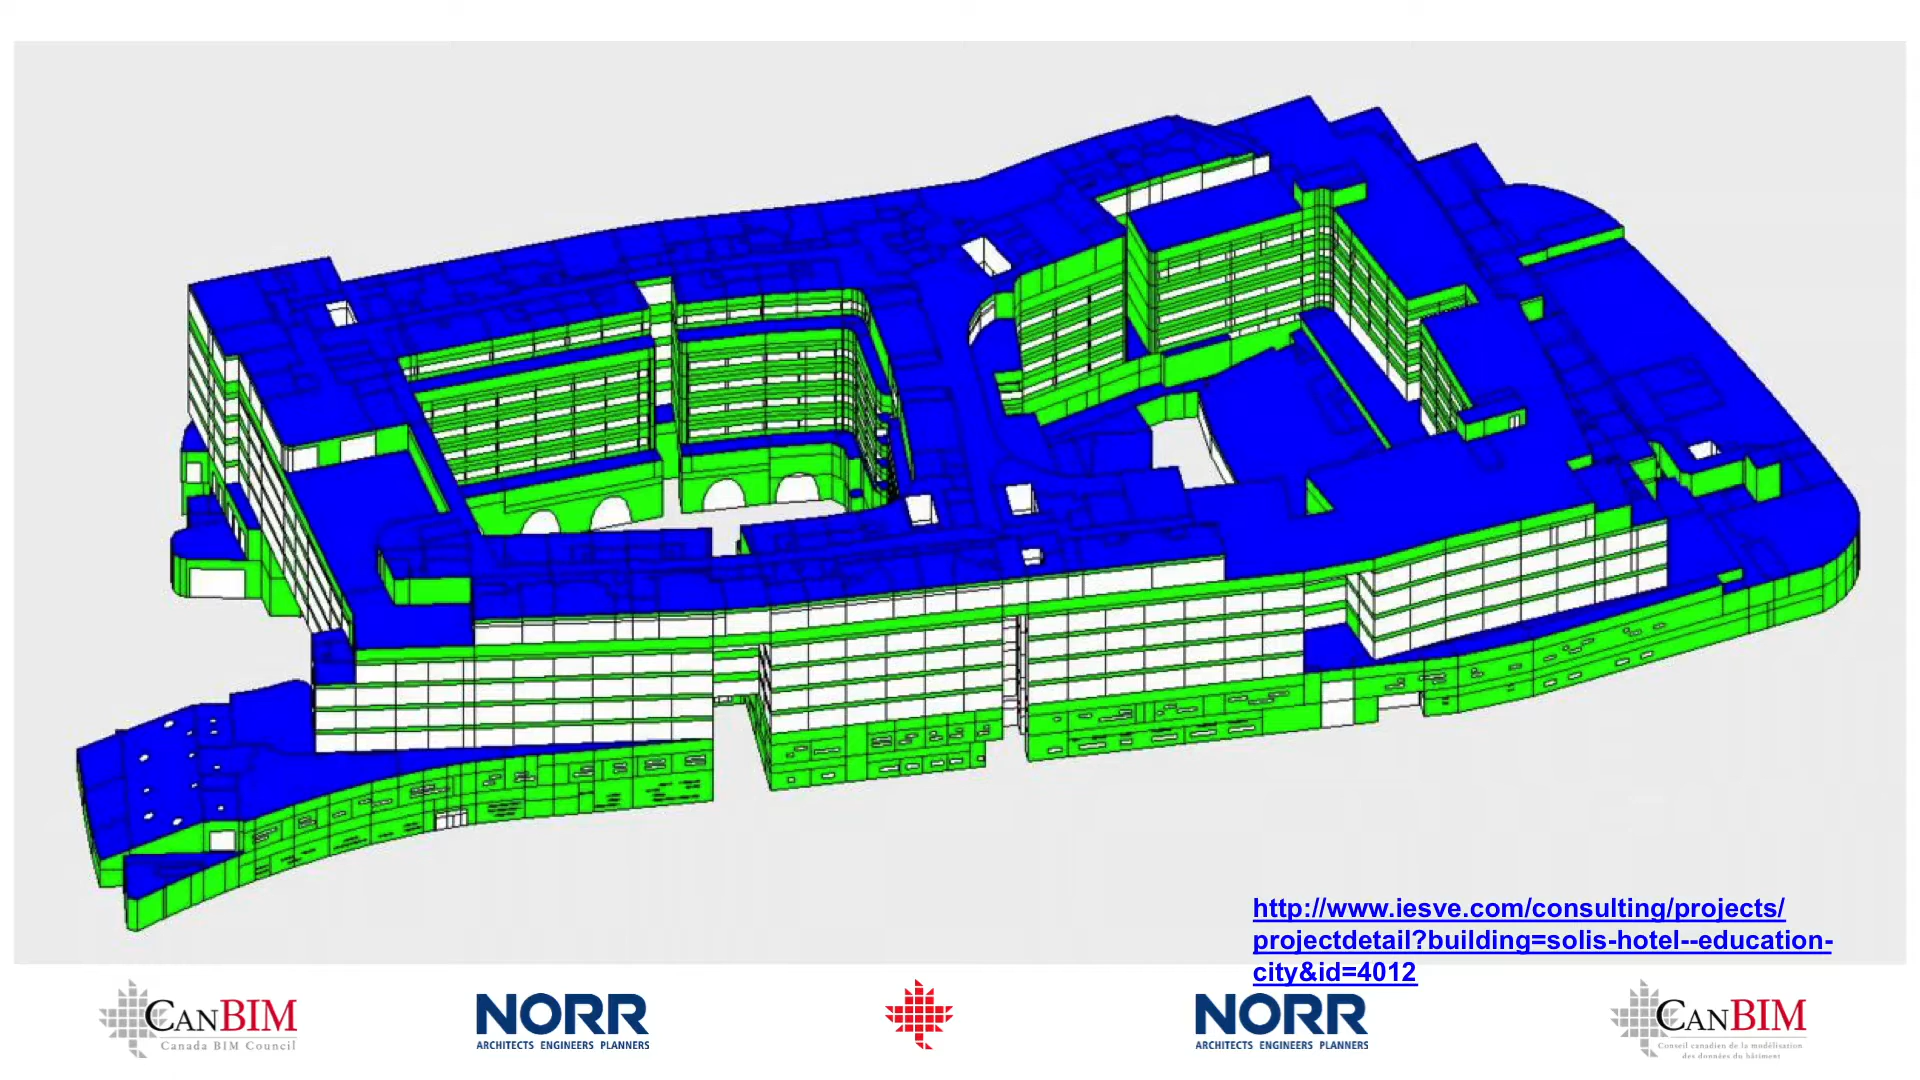 http://www.iesve.com/consulting/projects/
projectdetail?building=solis-hotel--education-
city&id=4012
CANBIM
Canada BIM Council
NORR
ARCHITECTS ENGINEERS PLANNERS
NORR
ARCHITECTS ENGINEERS PLANNERS
CANBIM
Conseil canadien de la modélisation
des données du bâtiment